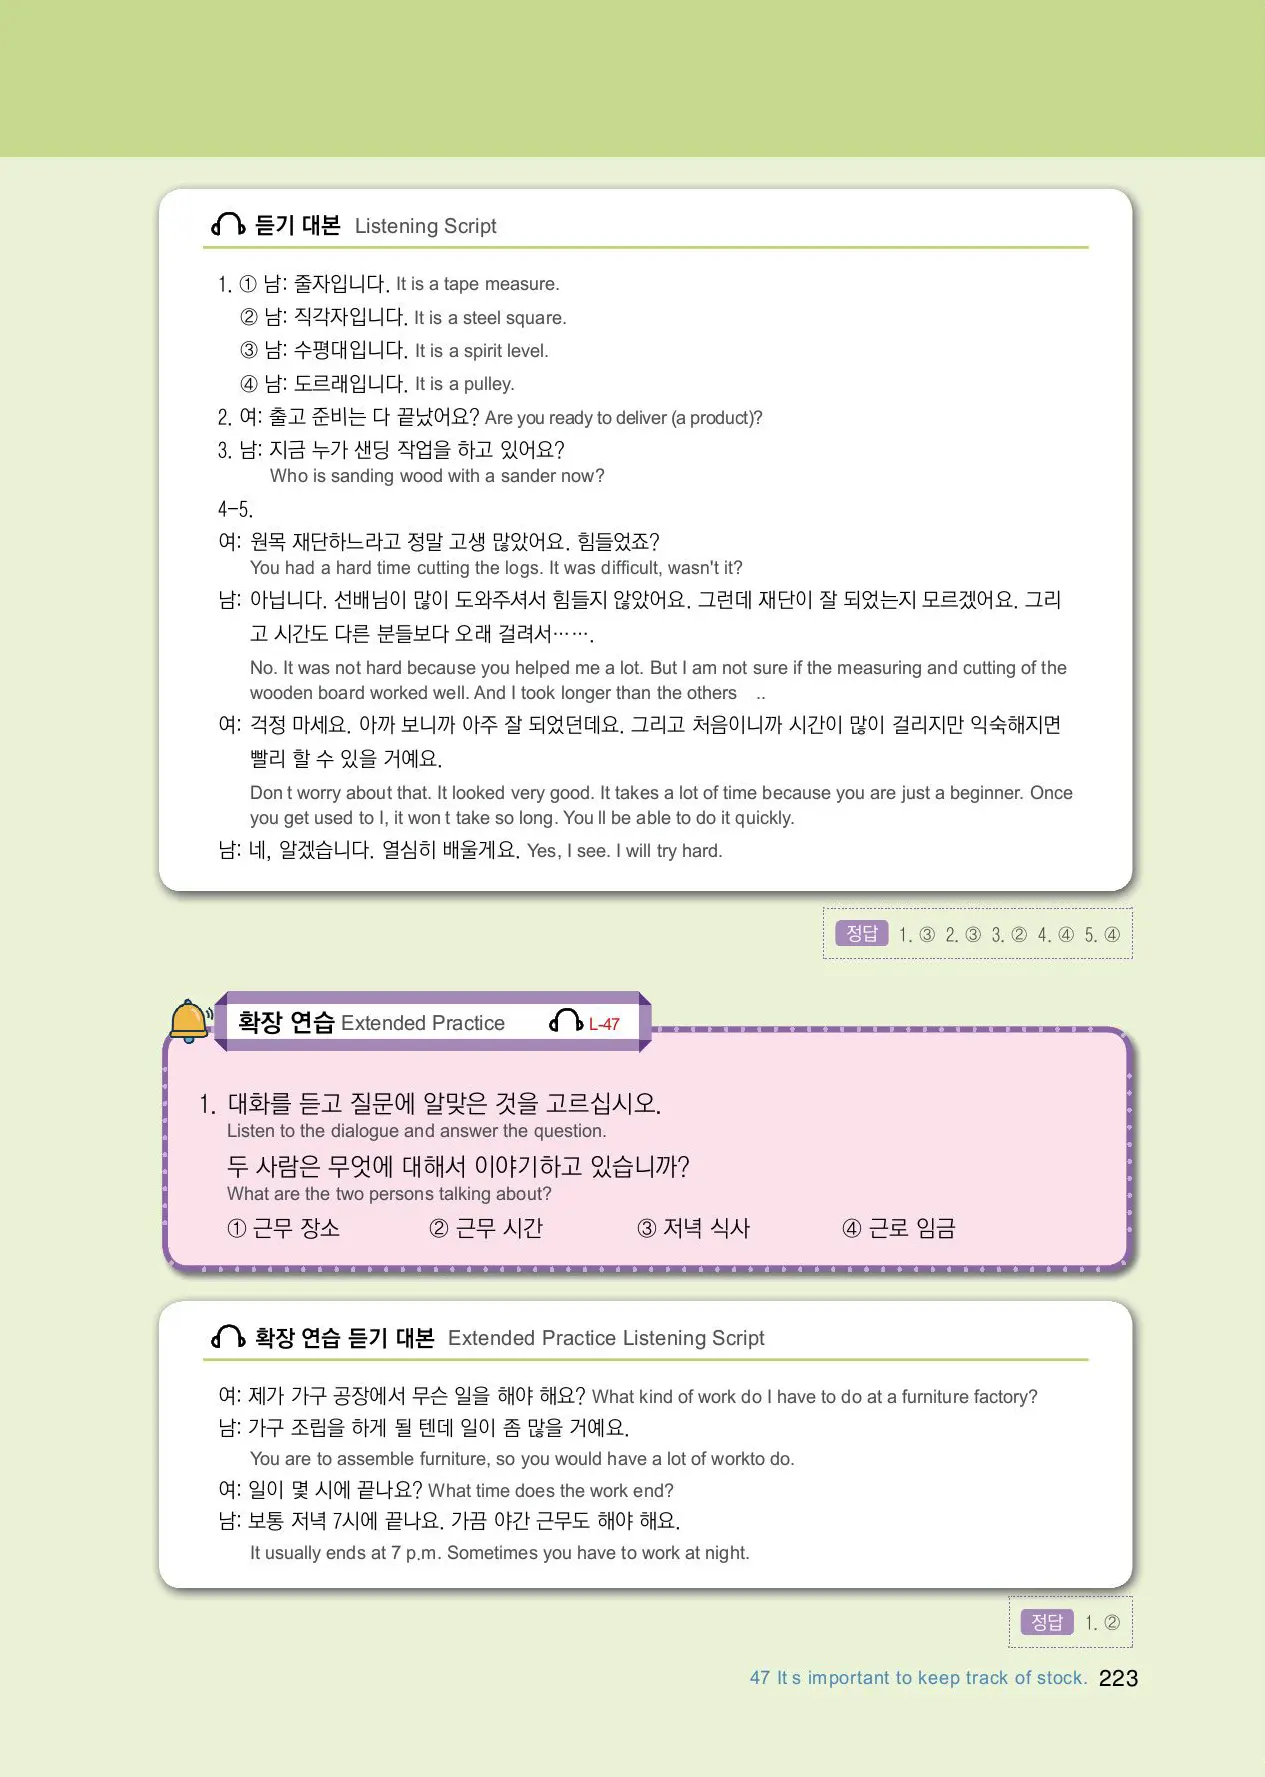 듣기 대본 Listening Script
1. ① 남: 줄자입니다. It is a tape measure.
② 남: 직각자입니다. It is a steel square.
③ 남: 수평대입니다. It is a spirit level.
④ 남: 도르래입니다. It is a pulley.
2. 여: 출고 준비는 다 끝났어요? Are you ready to deliver (a product)?
3. 남: 지금 누가 샌딩 작업을 하고 있어요?
Who is sanding wood with a sander now?
4-5.
여: 원목 재단하느라고 정말 고생 많았어요. 힘들었죠?
You had a hard time cutting the logs. It was difficult, wasn't it?
남: 아닙니다. 선배님이 많이 도와주셔서 힘들지 않았어요. 그런데 재단이 잘 되었는지 모르겠어요. 그리
고 시간도 다른 분들보다 오래 걸려서…….
No. It was not hard because you helped me a lot. But I am not sure if the measuring and cutting of the
wooden board worked well. And I took longer than the others ..
여: 걱정 마세요. 아까 보니까 아주 잘 되었던데요. 그리고 처음이니까 시간이 많이 걸리지만 익숙해지면
빨리 할 수 있을 거예요.
Don t worry about that. It looked very good. It takes a lot of time because you are just a beginner. Once
you get used to I, it won t take so long. You ll be able to do it quickly.
남: 네, 알겠습니다. 열심히 배울게요. Yes, I see. I will try hard.
정답 1. ③ 2. ③ 3. ② 4. ④ 5. ④
확장 연습 Extended Practice L-47
1. 대화를 듣고 질문에 알맞은 것을 고르십시오.
Listen to the dialogue and answer the question.
두 사람은 무엇에 대해서 이야기하고 있습니까?
What are the two persons talking about?
① 근무 장소 ② 근무 시간 ③ 저녁 식사 ④ 근로 임금
확장 연습 듣기 대본 Extended Practice Listening Script
여: 제가 가구 공장에서 무슨 일을 해야 해요? What kind of work do I have to do at a furniture factory?
남: 가구 조립을 하게 될 텐데 일이 좀 많을 거예요.
You are to assemble furniture, so you would have a lot of workto do.
여: 일이 몇 시에 끝나요? What time does the work end?
남: 보통 저녁 7시에 끝나요. 가끔 야간 근무도 해야 해요.
It usually ends at 7 p.m. Sometimes you have to work at night.
정답 1. ②
47 It s important to keep track of stock. 223